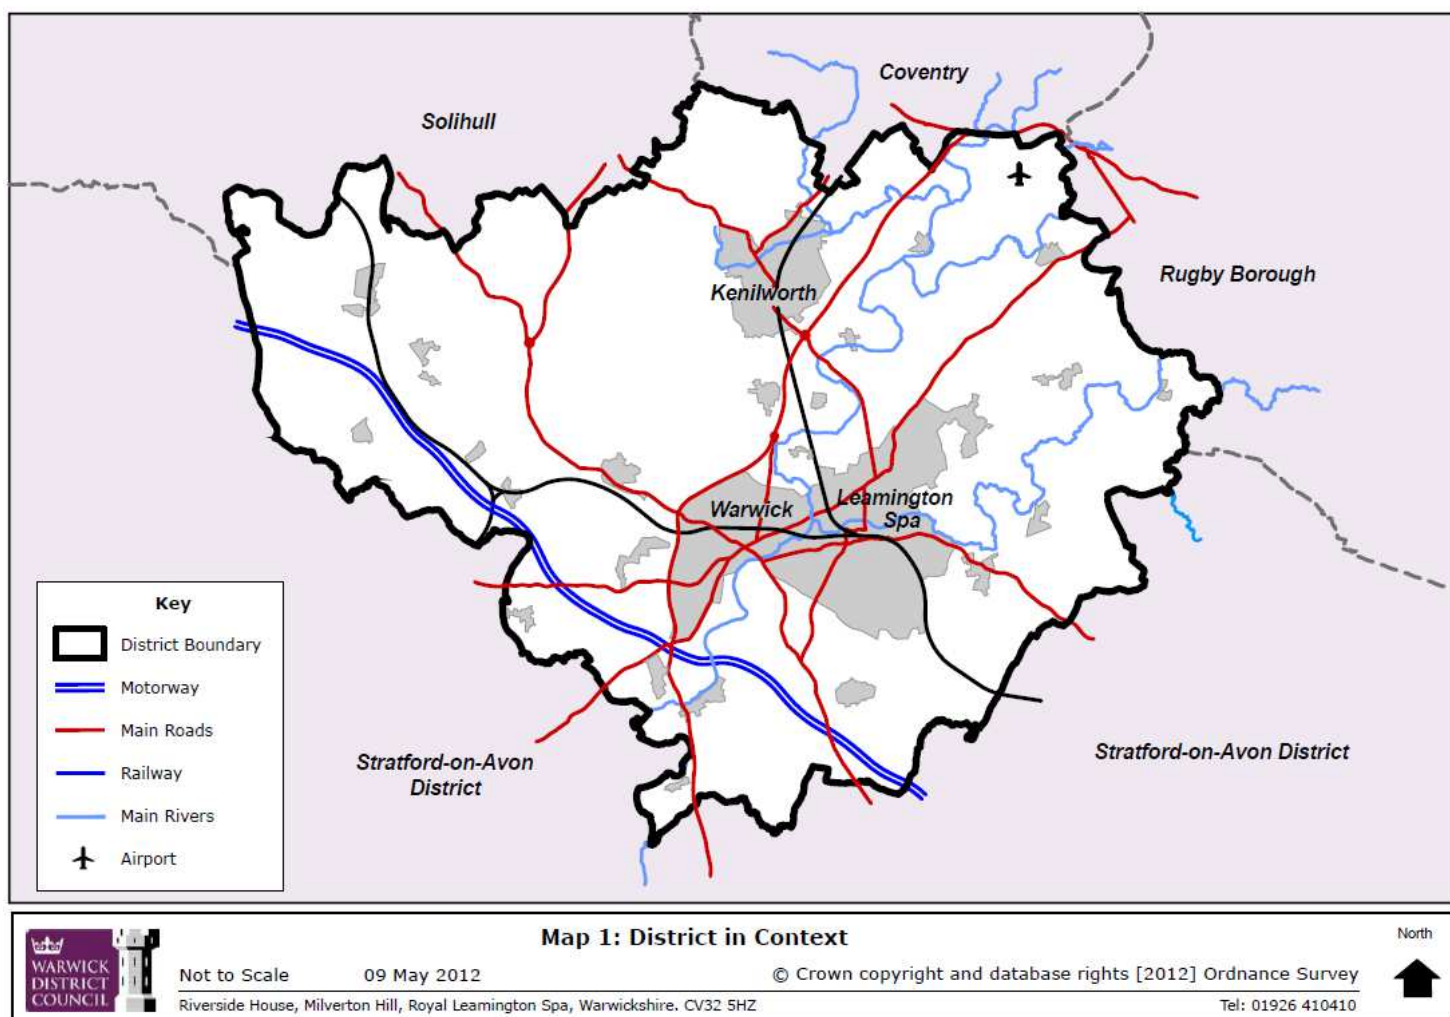 Coventry
Solihull
Rugby Borough
Kenilworth
Warwick
Leamington
Spa
Stratford-on-Avon
District
Stratford-on-Avon District
Key
District Boundary
Motorway
Main Roads
Railway
Main Rivers
Airport
WARWICK
DISTRICT
COUNCIL
Map 1: District in Context
North
Not to Scale 09 May 2012 © Crown copyright and database rights [2012] Ordnance Survey
Riverside House, Milverton Hill, Royal Leamington Spa, Warwickshire. CV32 5HZ Tel: 01926 410410